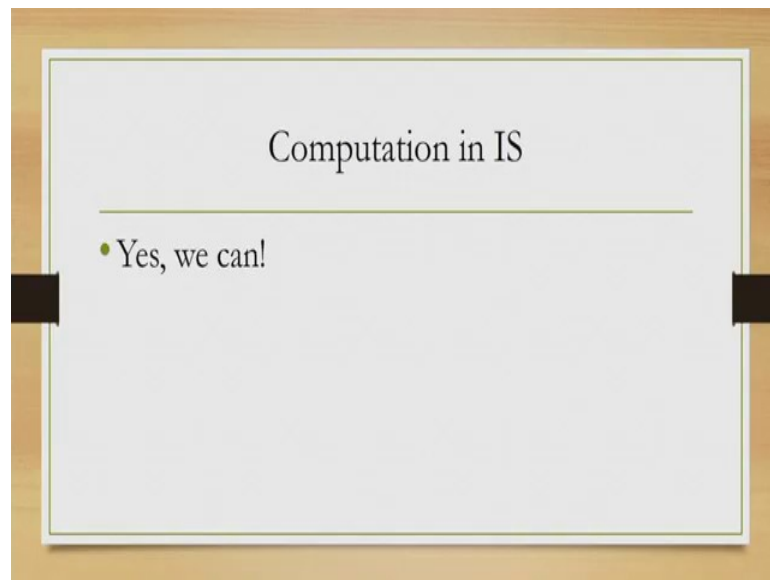 Computation in IS
• Yes, we can!